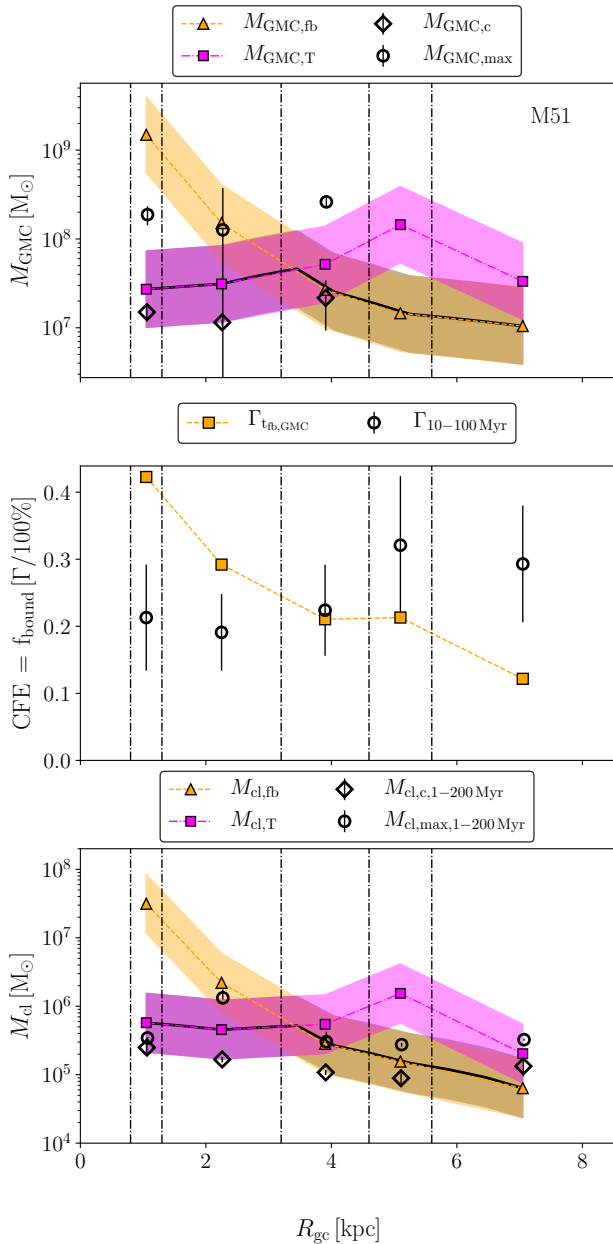 M_GMC,fb M_GMC,c
M_GMC,T M_GMC,max
M51
10^9
10^8
10^7
M_GMC [M_⊙]
Γ_t_fb,GMC Γ_10−100 Myr
0.4
0.3
0.2
0.1
0.0
CFE = f_bound [Γ/100%]
M_cl,fb M_cl,c,1−200 Myr
M_cl,T M_cl,max,1−200 Myr
10^8
10^7
10^6
10^5
10^4
M_cl [M_⊙]
0 2 4 6 8
R_gc [kpc]